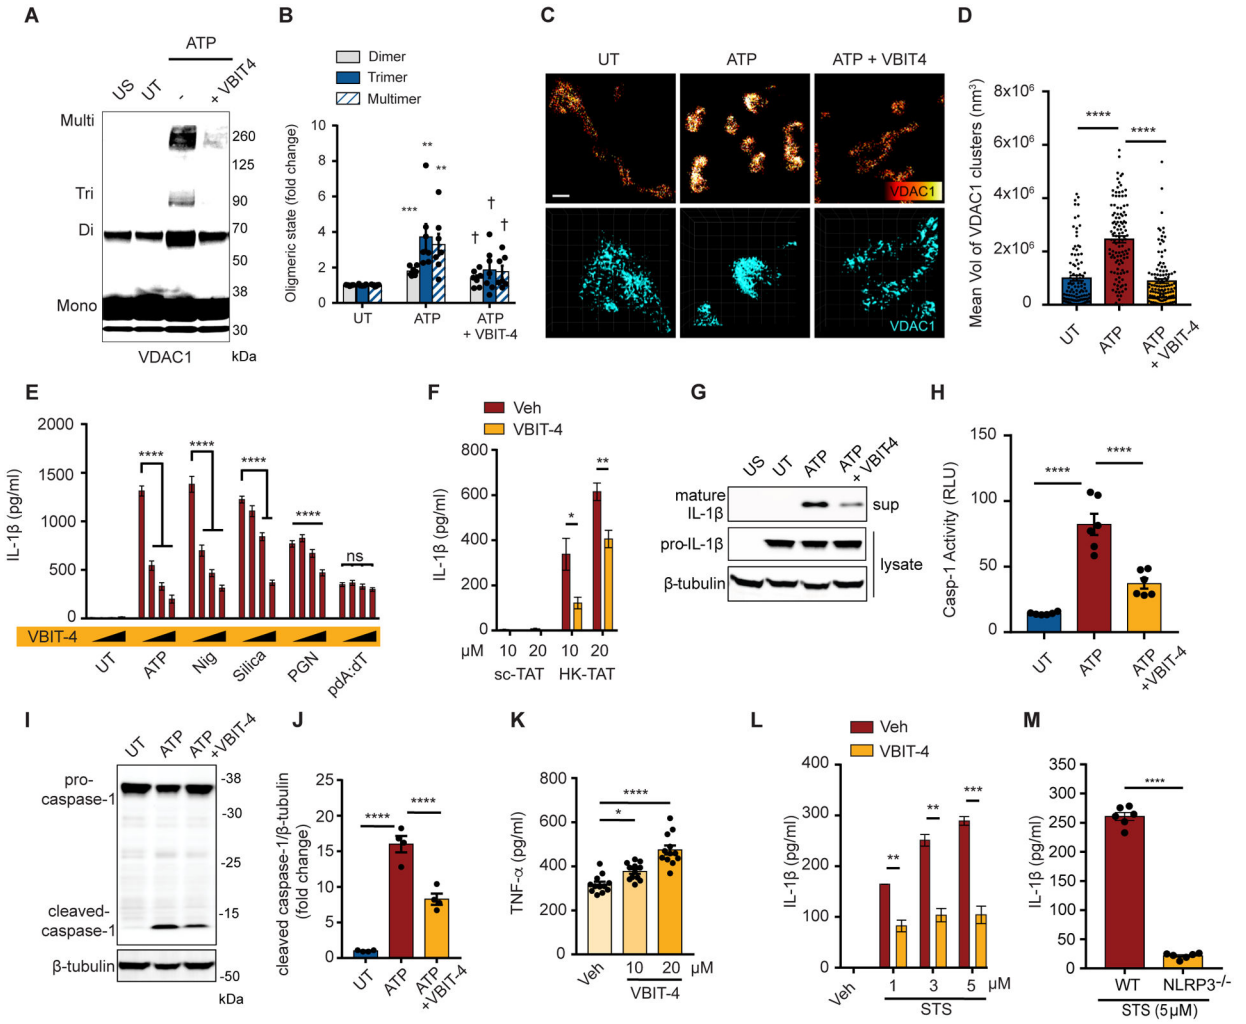 A
ATP
US
UT
-
+ VBIT4
Multi
Tri
Di
Mono
260
125
90
70
50
38
30
VDAC1
kDa
B
Dimer
Trimer
Multimer
Oligmeric state (fold change)
10
8
6
4
2
0
***
**
**
†
†
†
UT
ATP
ATP
+ VBIT-4
C
UT
ATP
ATP + VBIT4
VDAC1
VDAC1
D
Mean Vol of VDAC1 clusters (nm³)
8x10⁶
6x10⁶
4x10⁶
2x10⁶
0
****
****
UT
ATP
ATP
+ VBIT-4
E
IL-1β (pg/ml)
2000
1500
1000
500
0
****
****
****
****
ns
VBIT-4
UT
ATP
Nig
Silica
PGN
pdA:dT
F
Veh
VBIT-4
IL-1β (pg/ml)
800
600
400
200
0
*
**
µM
10
20
10
20
sc-TAT
HK-TAT
G
US
UT
ATP
ATP
+ VBIT-4
mature
IL-1β
sup
pro-IL-1β
β-tubulin
lysate
H
Casp-1 Activity (RLU)
150
100
50
0
****
****
UT
ATP
ATP
+VBIT-4
I
UT
ATP
ATP
+VBIT-4
pro-
caspase-1
cleaved-
caspase-1
β-tubulin
-38
-30
-25
-15
-50
kDa
J
cleaved caspase-1/β-tubulin
(fold change)
25
20
15
10
5
0
****
****
UT
ATP
ATP
+VBIT-4
K
TNF-α (pg/ml)
800
600
400
200
0
****
*
Veh
10
20
µM
VBIT-4
L
Veh
VBIT-4
IL-1β (pg/ml)
400
300
200
100
0
**
**
***
Veh
1
3
5
µM
STS
M
IL-1β (pg/ml)
350
300
250
200
150
100
50
0
****
WT
NLRP3⁻/⁻
STS (5µM)